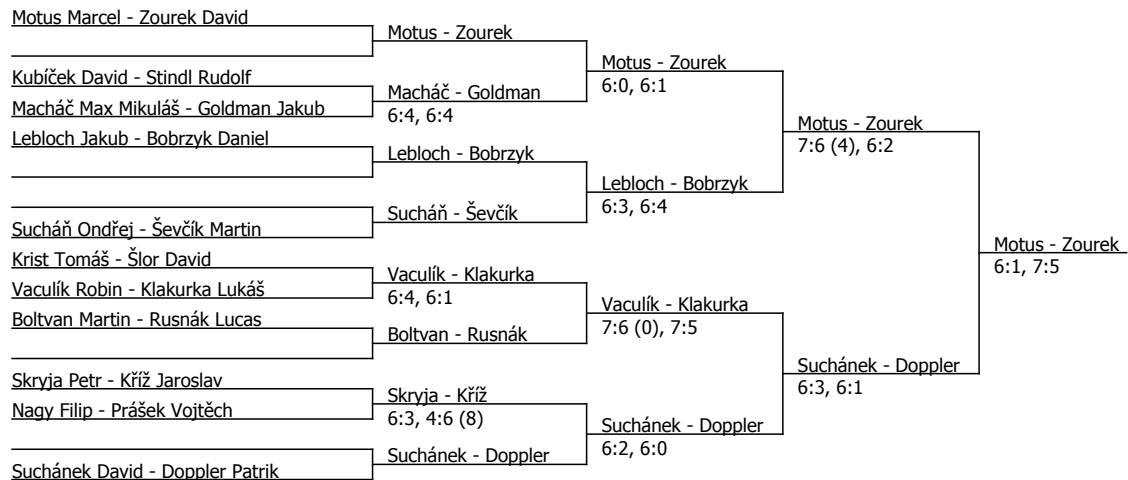 Motus Marcel - Zourek David
Kubíček David - Stindl Rudolf
Macháč Max Mikuláš - Goldman Jakub
Lebloch Jakub - Bobrzyk Daniel
Sucháň Ondřej - Ševčík Martin
Krist Tomáš - Šlor David
Vaculík Robin - Klakurka Lukáš
Boltvan Martin - Rusnák Lucas
Skryja Petr - Kříž Jaroslav
Nagy Filip - Prášek Vojtěch
Suchánek David - Doppler Patrik
Motus - Zourek
Macháč - Goldman
6:4, 6:4
Lebloch - Bobrzyk
Sucháň - Ševčík
Vaculík - Klakurka
6:4, 6:1
Boltvan - Rusnák
Skryja - Kříž
6:3, 4:6 (8)
Suchánek - Doppler
Motus - Zourek
6:0, 6:1
Lebloch - Bobrzyk
6:3, 6:4
Vaculík - Klakurka
7:6 (0), 7:5
Suchánek - Doppler
6:2, 6:0
Motus - Zourek
7:6 (4), 6:2
Suchánek - Doppler
6:3, 6:1
Motus - Zourek
6:1, 7:5